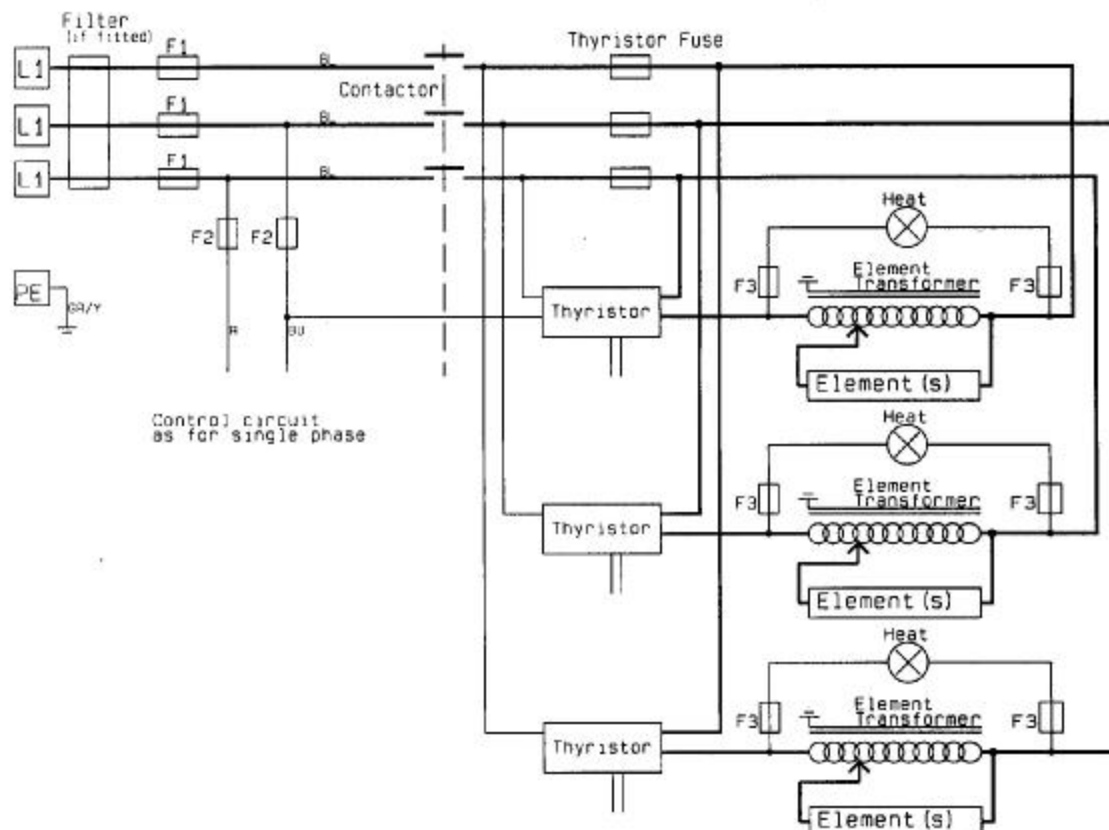 Filter
(if fitted)
F1
Thyristor Fuse
L1
BL
Contactor
F1
L1
BL
F1
L1
BL
Heat
F2
F2
Element
Transformer
F3
F3
PE
GR/Y
Thyristor
R
BU
Element(s)
Control circuit
as for single phase
Heat
Element
Transformer
F3
F3
Thyristor
Element(s)
Heat
Element
Transformer
F3
F3
Thyristor
Element(s)